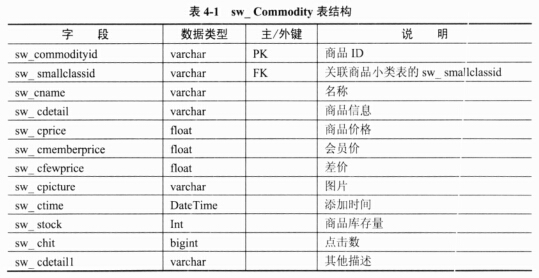 表 4-1 sw_ Commodity 表结构
字 段 数据类型 主/外键 说 明
sw_commodityid varchar PK 商品 ID
sw_ smallclassid varchar FK 关联商品小类表的 sw_ smallclassid
sw_cname varchar 名称
sw_ cdetail varchar 商品信息
sw_ cprice float 商品价格
sw_ cmemberprice float 会员价
sw_ cfewprice float 差价
sw_ cpicture varchar 图片
sw_ ctime DateTime 添加时间
sw_ stock Int 商品库存量
sw_ chit bigint 点击数
sw_ cdetail1 varchar 其他描述